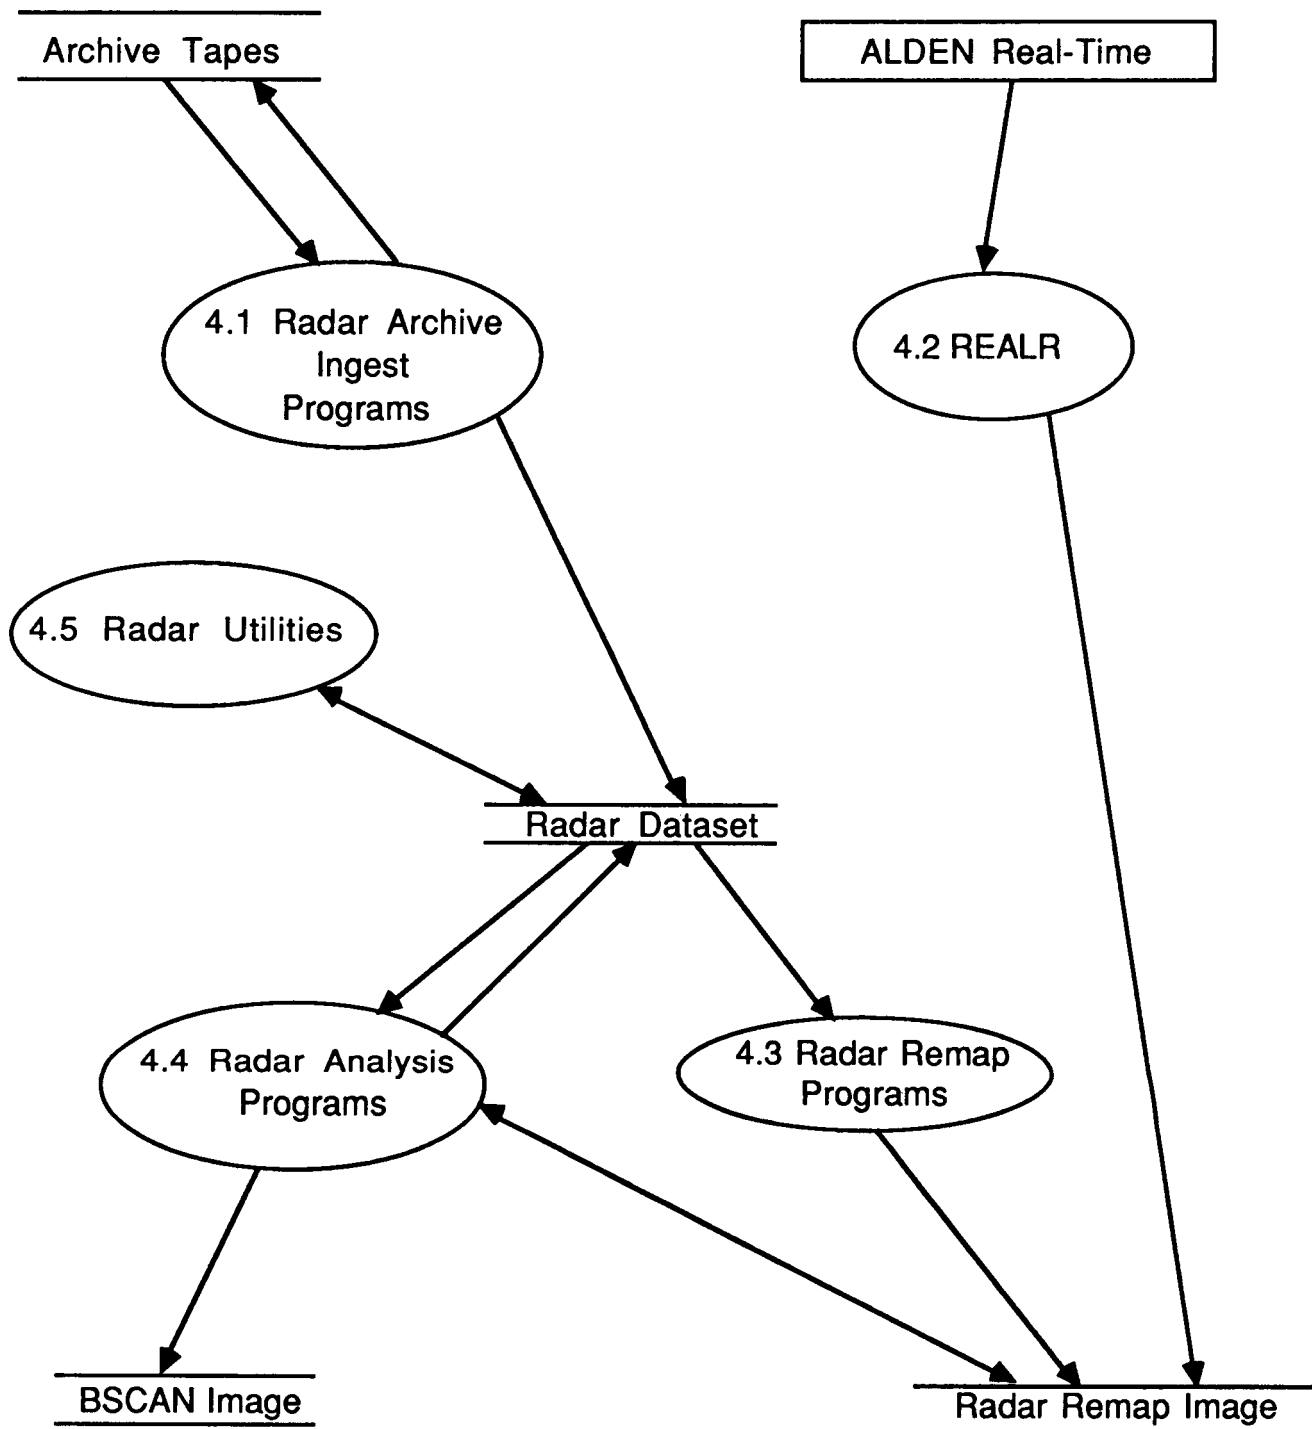 Archive Tapes
ALDEN Real-Time
4.1 Radar Archive
Ingest
Programs
4.2 REALR
4.5 Radar Utilities
Radar Dataset
4.4 Radar Analysis
Programs
4.3 Radar Remap
Programs
BSCAN Image
Radar Remap Image